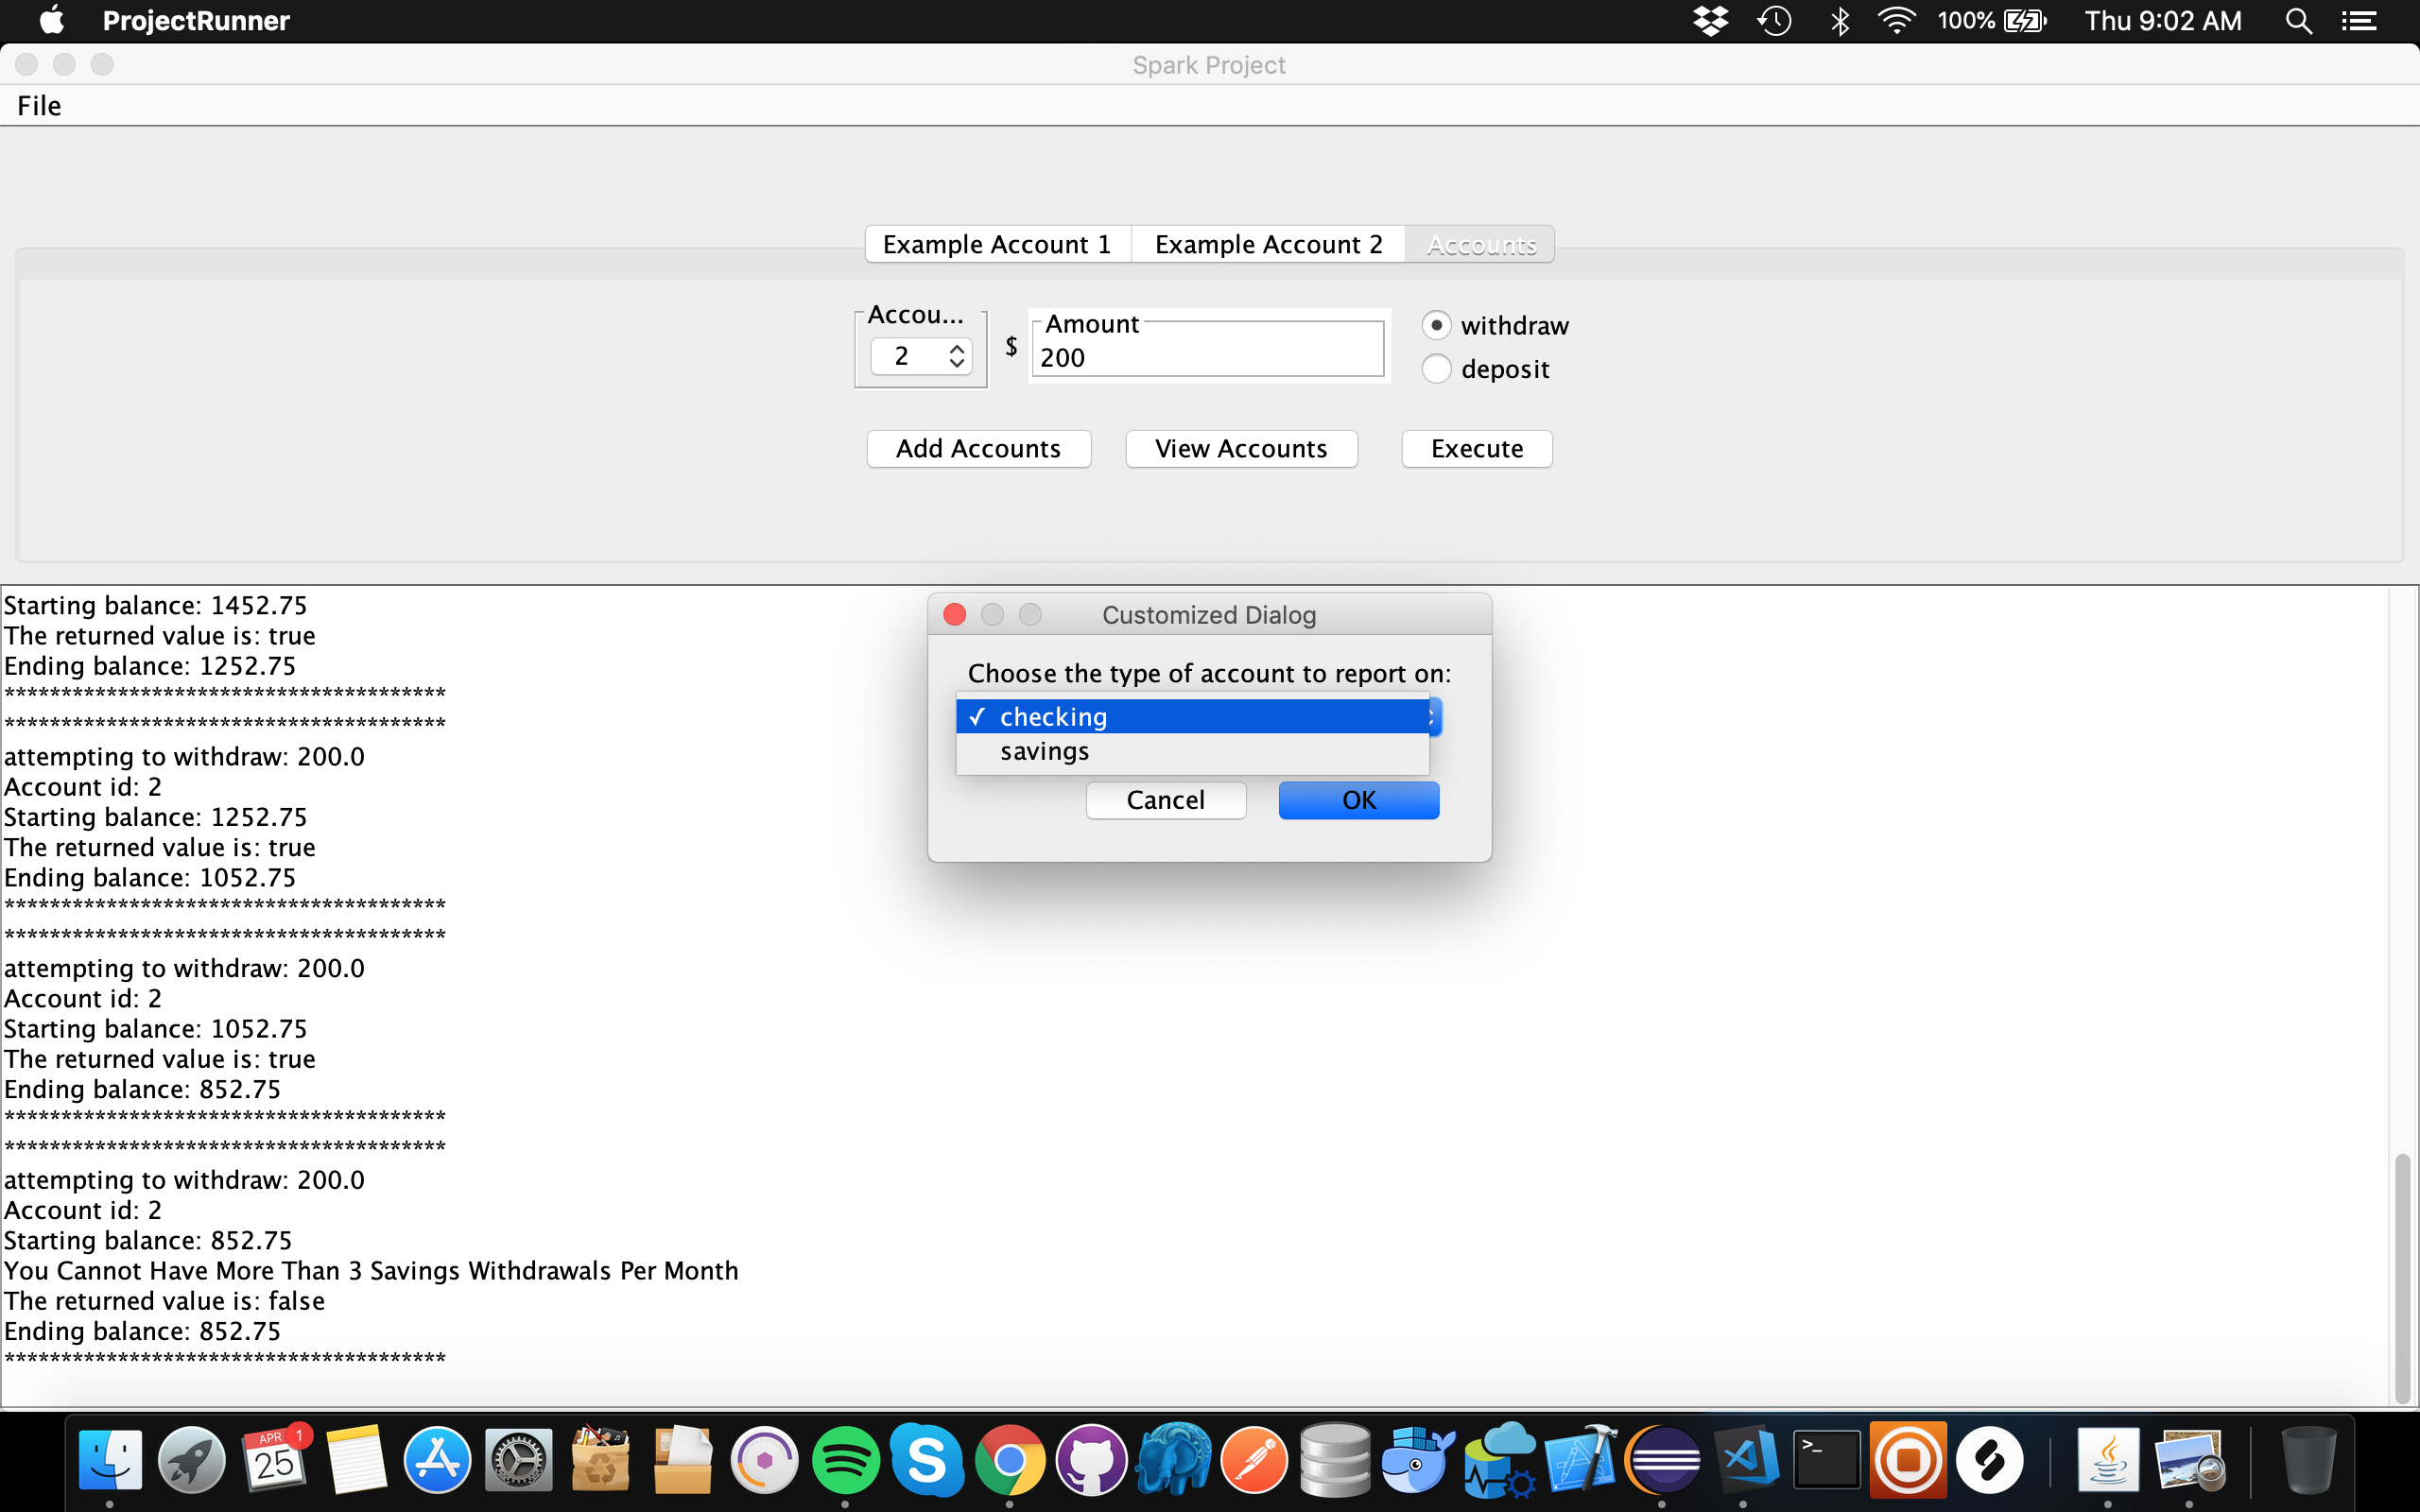 ProjectRunner 100% Thu 9:02 AM
Spark Project
File
Example Account 1 Example Account 2 Accounts
Accou... Amount
2 $ 200
withdraw
deposit
Add Accounts View Accounts Execute
Starting balance: 1452.75
The returned value is: true
Ending balance: 1252.75
***************************************
***************************************
attempting to withdraw: 200.0
Account id: 2
Starting balance: 1252.75
The returned value is: true
Ending balance: 1052.75
***************************************
***************************************
attempting to withdraw: 200.0
Account id: 2
Starting balance: 1052.75
The returned value is: true
Ending balance: 852.75
***************************************
***************************************
attempting to withdraw: 200.0
Account id: 2
Starting balance: 852.75
You Cannot Have More Than 3 Savings Withdrawals Per Month
The returned value is: false
Ending balance: 852.75
***************************************
Customized Dialog
Choose the type of account to report on:
✓ checking
savings
Cancel OK
APR 1
25
>_